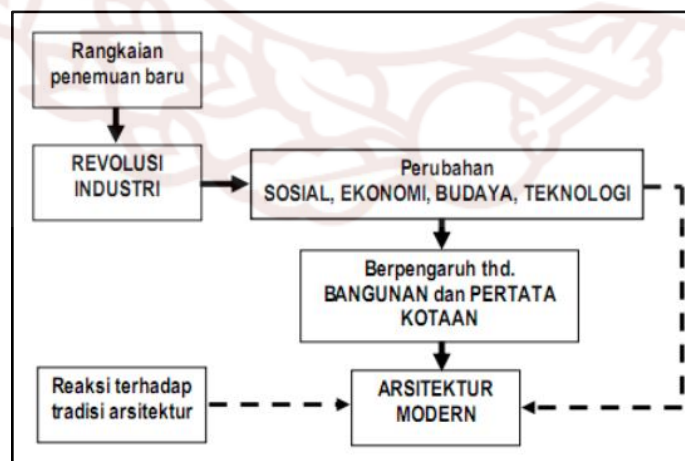 Rangkaian
penemuan baru
REVOLUSI
INDUSTRI
Perubahan
SOSIAL, EKONOMI, BUDAYA, TEKNOLOGI
Berpengaruh thd.
BANGUNAN dan PERTATA
KOTAAN
Reaksi terhadap
tradisi arsitektur
ARSITEKTUR
MODERN